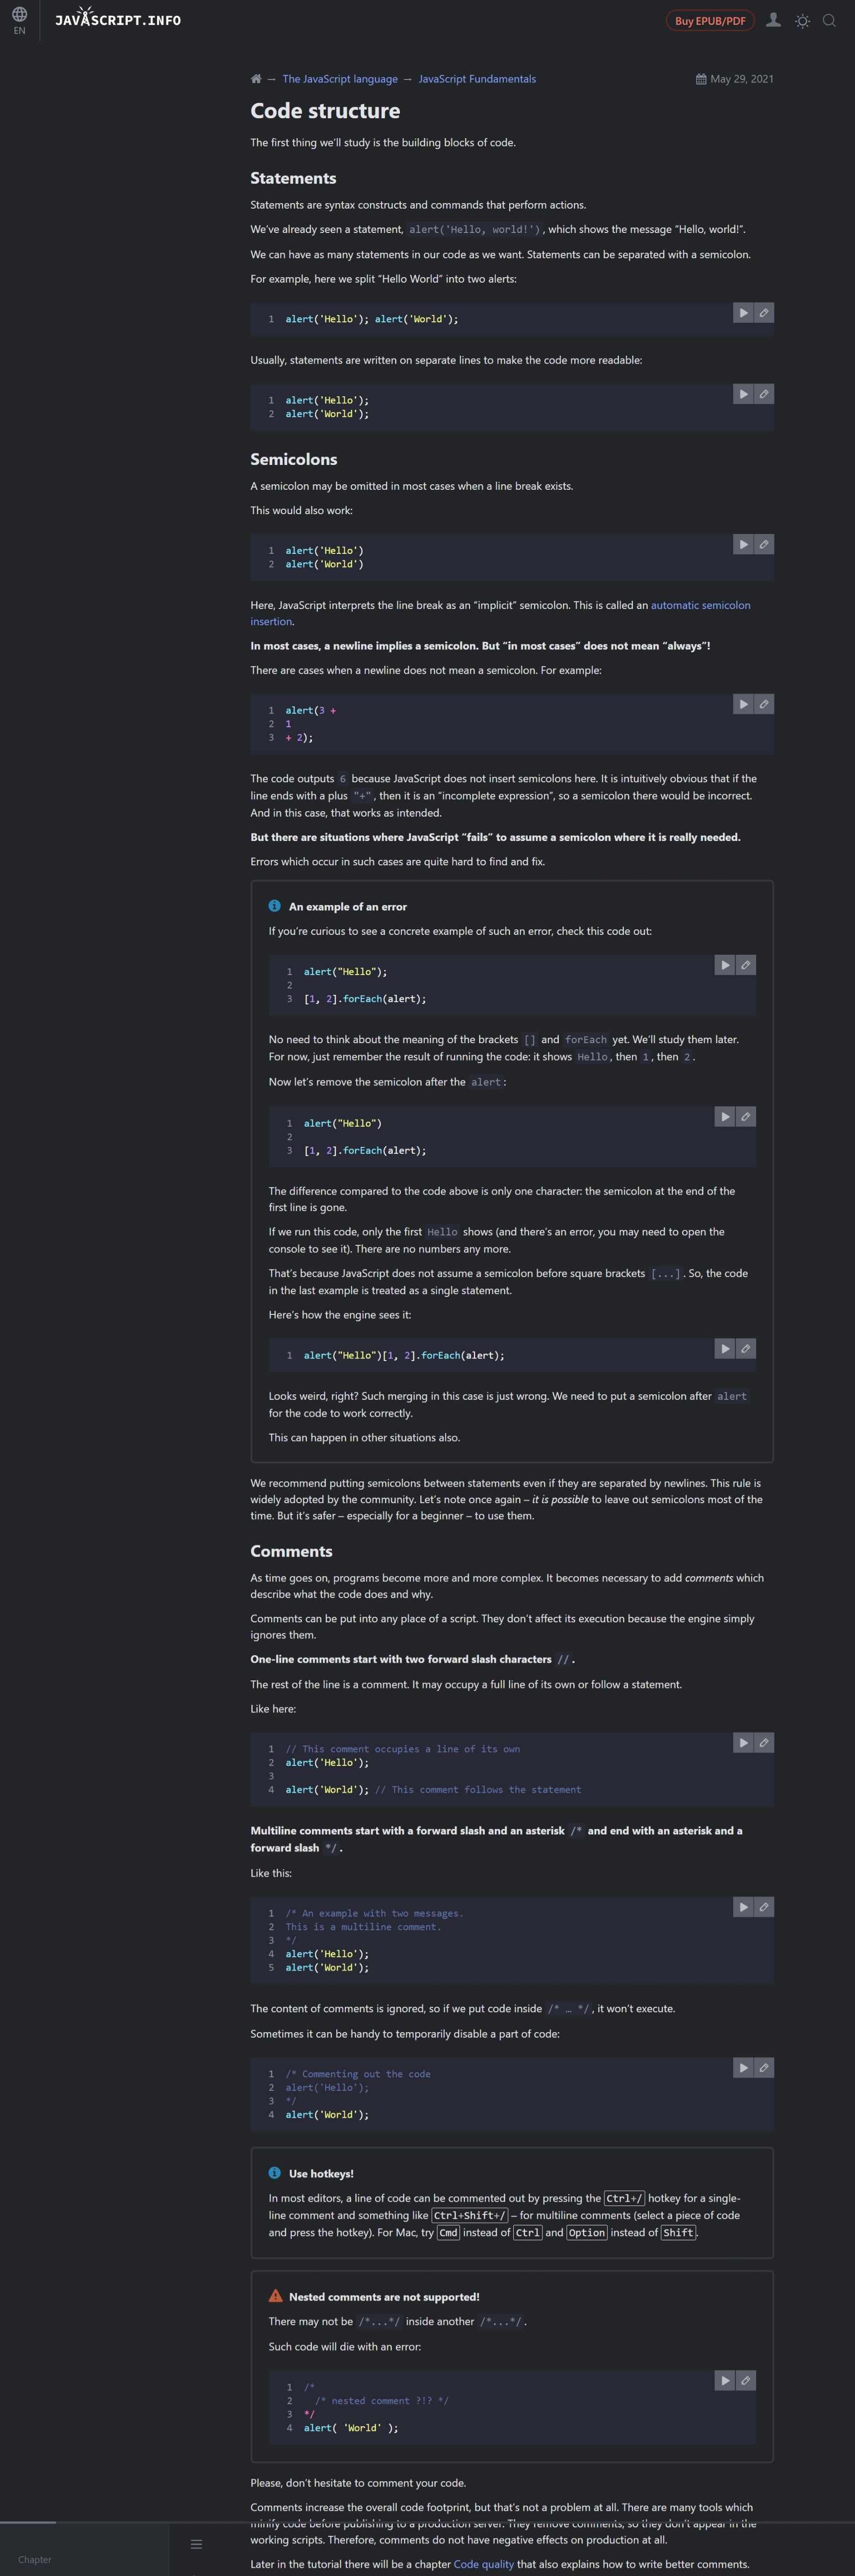 EN
JAVASCRIPT.INFO
Buy EPUB/PDF
→ The JavaScript language → JavaScript Fundamentals
May 29, 2021
Code structure
The first thing we’ll study is the building blocks of code.
Statements
Statements are syntax constructs and commands that perform actions.
We’ve already seen a statement, alert('Hello, world!'), which shows the message “Hello, world!”.
We can have as many statements in our code as we want. Statements can be separated with a semicolon.
For example, here we split “Hello World” into two alerts:
1 alert('Hello'); alert('World');
Usually, statements are written on separate lines to make the code more readable:
1 alert('Hello');
2 alert('World');
Semicolons
A semicolon may be omitted in most cases when a line break exists.
This would also work:
1 alert('Hello')
2 alert('World')
Here, JavaScript interprets the line break as an “implicit” semicolon. This is called an automatic semicolon
insertion.
In most cases, a newline implies a semicolon. But “in most cases” does not mean “always”!
There are cases when a newline does not mean a semicolon. For example:
1 alert(3 +
2 1
3 + 2);
The code outputs 6 because JavaScript does not insert semicolons here. It is intuitively obvious that if the
line ends with a plus "+", then it is an “incomplete expression”, so a semicolon there would be incorrect.
And in this case, that works as intended.
But there are situations where JavaScript “fails” to assume a semicolon where it is really needed.
Errors which occur in such cases are quite hard to find and fix.
An example of an error
If you’re curious to see a concrete example of such an error, check this code out:
1 alert("Hello");
2
3 [1, 2].forEach(alert);
No need to think about the meaning of the brackets [] and forEach yet. We’ll study them later.
For now, just remember the result of running the code: it shows Hello, then 1, then 2.
Now let’s remove the semicolon after the alert:
1 alert("Hello")
2
3 [1, 2].forEach(alert);
The difference compared to the code above is only one character: the semicolon at the end of the
first line is gone.
If we run this code, only the first Hello shows (and there’s an error, you may need to open the
console to see it). There are no numbers any more.
That’s because JavaScript does not assume a semicolon before square brackets [...]. So, the code
in the last example is treated as a single statement.
Here’s how the engine sees it:
1 alert("Hello")[1, 2].forEach(alert);
Looks weird, right? Such merging in this case is just wrong. We need to put a semicolon after alert
for the code to work correctly.
This can happen in other situations also.
We recommend putting semicolons between statements even if they are separated by newlines. This rule is
widely adopted by the community. Let’s note once again – it is possible to leave out semicolons most of the
time. But it’s safer – especially for a beginner – to use them.
Comments
As time goes on, programs become more and more complex. It becomes necessary to add comments which
describe what the code does and why.
Comments can be put into any place of a script. They don’t affect its execution because the engine simply
ignores them.
One-line comments start with two forward slash characters //.
The rest of the line is a comment. It may occupy a full line of its own or follow a statement.
Like here:
1 // This comment occupies a line of its own
2 alert('Hello');
3
4 alert('World'); // This comment follows the statement
Multiline comments start with a forward slash and an asterisk /* and end with an asterisk and a
forward slash */.
Like this:
1 /* An example with two messages.
2 This is a multiline comment.
3 */
4 alert('Hello');
5 alert('World');
The content of comments is ignored, so if we put code inside /* … */, it won’t execute.
Sometimes it can be handy to temporarily disable a part of code:
1 /* Commenting out the code
2 alert('Hello');
3 */
4 alert('World');
Use hotkeys!
In most editors, a line of code can be commented out by pressing the Ctrl+/ hotkey for a single-
line comment and something like Ctrl+Shift+/ – for multiline comments (select a piece of code
and press the hotkey). For Mac, try Cmd instead of Ctrl and Option instead of Shift.
Nested comments are not supported!
There may not be /*...*/ inside another /*...*/.
Such code will die with an error:
1 /*
2 /* nested comment ?!? */
3 */
4 alert( 'World' );
Please, don’t hesitate to comment your code.
Comments increase the overall code footprint, but that’s not a problem at all. There are many tools which
minify code before publishing to a production server. They remove comments, so they don’t appear in the
working scripts. Therefore, comments do not have negative effects on production at all.
Later in the tutorial there will be a chapter Code quality that also explains how to write better comments.
Chapter